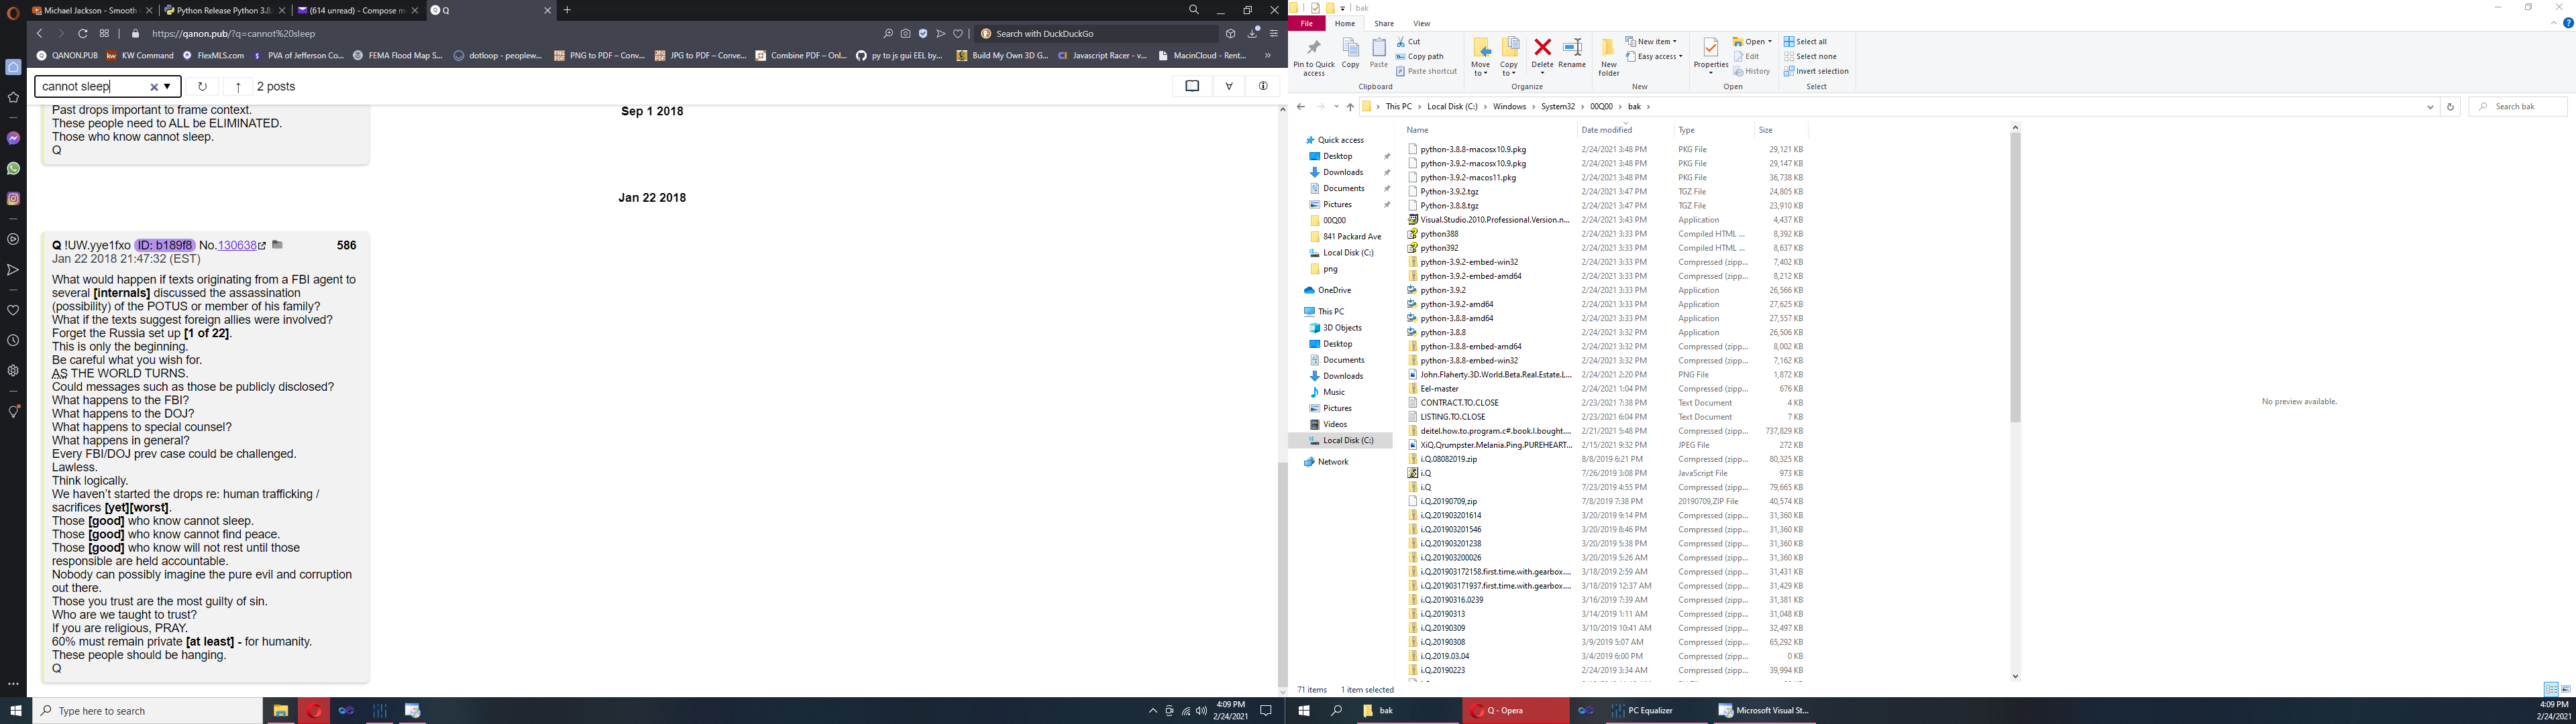 Michael Jackson - Smooth
Python Release Python 3.8.
(614 unread) - Compose m
Q
https://qanon.pub/?q=cannot%20sleep
Search with DuckDuckGo
QANON.PUB
KW Command
FlexMLS.com
PVA of Jefferson Co...
FEMA Flood Map S...
dotloop - peoplew...
PNG to PDF – Conve...
JPG to PDF – Conve...
Combine PDF – Onl...
py to js gui EEL by...
Build My Own 3D G...
Javascript Racer - v...
MacinCloud - Rent...
cannot sleep
2 posts
Past drops important to frame context.
These people need to ALL be ELIMINATED.
Those who know cannot sleep.
Q
Sep 1 2018
Jan 22 2018
Q !UW.yye1fxo ID: b189f8 No.130638 586
Jan 22 2018 21:47:32 (EST)
What would happen if texts originating from a FBI agent to
several [internals] discussed the assassination
(possibility) of the POTUS or member of his family?
What if the texts suggest foreign allies were involved?
Forget the Russia set up [1 of 22].
This is only the beginning.
Be careful what you wish for.
AS THE WORLD TURNS.
Could messages such as those be publicly disclosed?
What happens to the FBI?
What happens to the DOJ?
What happens to special counsel?
What happens in general?
Every FBI/DOJ prev case could be challenged.
Lawless.
Think logically.
We haven't started the drops re: human trafficking /
sacrifices [yet][worst].
Those [good] who know cannot sleep.
Those [good] who know cannot find peace.
Those [good] who know will not rest until those
responsible are held accountable.
Nobody can possibly imagine the pure evil and corruption
out there.
Those you trust are the most guilty of sin.
Who are we taught to trust?
If you are religious, PRAY.
60% must remain private [at least] - for humanity.
These people should be hanging.
Q
Type here to search
4:09 PM
2/24/2021
bak
File Home Share View
Pin to Quick access
Copy
Paste
Cut
Copy path
Paste shortcut
Clipboard
Move to
Copy to
Delete
Rename
Organize
New folder
New item
Easy access
New
Properties
Open
Edit
History
Open
Select all
Select none
Invert selection
Select
This PC > Local Disk (C:) > Windows > System32 > 00Q00 > bak >
Search bak
Quick access
Desktop
Downloads
Documents
Pictures
00Q00
841 Packard Ave
Local Disk (C:)
png
OneDrive
This PC
3D Objects
Desktop
Documents
Downloads
Music
Pictures
Videos
Local Disk (C:)
Network
Name Date modified Type Size
python-3.8.8-macosx10.9.pkg 2/24/2021 3:48 PM PKG File 29,121 KB
python-3.9.2-macosx10.9.pkg 2/24/2021 3:48 PM PKG File 29,147 KB
python-3.9.2-macos11.pkg 2/24/2021 3:48 PM PKG File 36,738 KB
Python-3.9.2.tgz 2/24/2021 3:47 PM TGZ File 24,805 KB
Python-3.8.8.tgz 2/24/2021 3:47 PM TGZ File 23,910 KB
Visual.Studio.2010.Professional.Version.n... 2/24/2021 3:43 PM Application 4,437 KB
python388 2/24/2021 3:33 PM Compiled HTML ... 8,392 KB
python392 2/24/2021 3:33 PM Compiled HTML ... 8,637 KB
python-3.9.2-embed-win32 2/24/2021 3:33 PM Compressed (zipp... 7,402 KB
python-3.9.2-embed-amd64 2/24/2021 3:33 PM Compressed (zipp... 8,212 KB
python-3.9.2 2/24/2021 3:33 PM Application 26,566 KB
python-3.9.2-amd64 2/24/2021 3:33 PM Application 27,625 KB
python-3.8.8-amd64 2/24/2021 3:33 PM Application 27,557 KB
python-3.8.8 2/24/2021 3:32 PM Application 26,506 KB
python-3.8.8-embed-amd64 2/24/2021 3:32 PM Compressed (zipp... 8,002 KB
python-3.8.8-embed-win32 2/24/2021 3:32 PM Compressed (zipp... 7,162 KB
John.Flaherty.3D.World.Beta.Real.Estate.L... 2/24/2021 2:20 PM PNG File 1,872 KB
Eel-master 2/24/2021 1:04 PM Compressed (zipp... 676 KB
CONTRACT.TO.CLOSE 2/23/2021 7:38 PM Text Document 4 KB
LISTING.TO.CLOSE 2/23/2021 6:04 PM Text Document 7 KB
deitel.how.to.program.c#.book.I.bought.... 2/21/2021 5:48 PM Compressed (zipp... 737,829 KB
XiQ.Qrumpster.Melania.Ping.PUREHEART... 2/15/2021 9:32 PM JPEG File 272 KB
i.Q.08082019.zip 8/8/2019 6:21 PM Compressed (zipp... 80,325 KB
i.Q 7/26/2019 3:08 PM JavaScript File 973 KB
i.Q 7/23/2019 4:55 PM Compressed (zipp... 79,665 KB
i.Q.20190709,zip 7/8/2019 7:38 PM 20190709,ZIP File 40,574 KB
i.Q.201903201614 3/20/2019 9:14 PM Compressed (zipp... 31,360 KB
i.Q.201903201546 3/20/2019 8:46 PM Compressed (zipp... 31,360 KB
i.Q.201903201238 3/20/2019 5:38 PM Compressed (zipp... 31,360 KB
i.Q.201903200026 3/20/2019 5:26 AM Compressed (zipp... 31,360 KB
i.Q.201903172158.first.time.with.gearbox.... 3/18/2019 2:59 AM Compressed (zipp... 31,431 KB
i.Q.201903171937.first.time.with.gearbox.... 3/18/2019 12:37 AM Compressed (zipp... 31,429 KB
i.Q.20190316.0239 3/16/2019 7:39 AM Compressed (zipp... 31,381 KB
i.Q.20190313 3/14/2019 1:11 AM Compressed (zipp... 31,048 KB
i.Q.20190309 3/10/2019 10:41 AM Compressed (zipp... 32,497 KB
i.Q.20190308 3/9/2019 5:07 AM Compressed (zipp... 65,292 KB
i.Q.2019.03.04 3/4/2019 6:00 PM Compressed (zipp... 0 KB
i.Q.20190223 2/24/2019 3:34 AM Compressed (zipp... 39,994 KB
No preview available.
71 items 1 item selected
bak
Q - Opera
PC Equalizer
Microsoft Visual St...
4:09 PM
2/24/2021